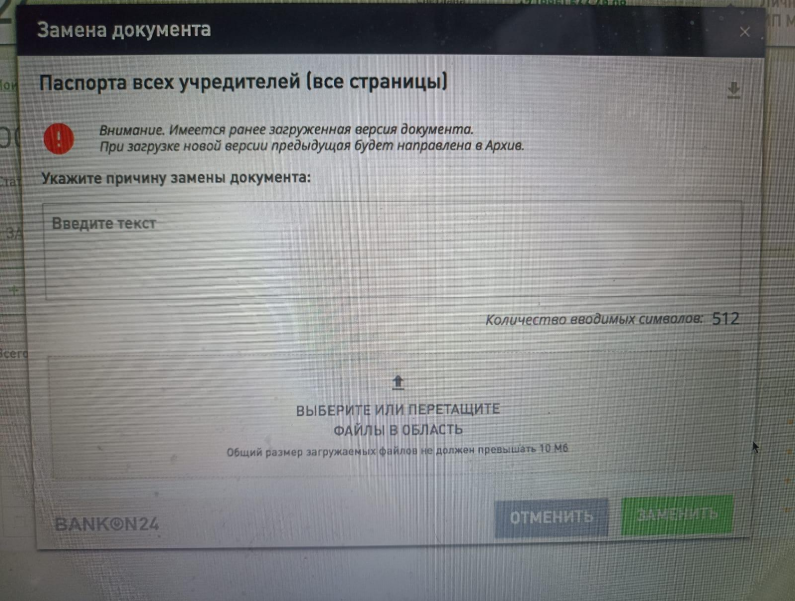 Замена документа
Паспорта всех учредителей (все страницы)
Внимание. Имеется ранее загруженная версия документа.
При загрузке новой версии предыдущая будет направлена в Архив.
Укажите причину замены документа:
Введите текст
Количество вводимых символов: 512
ВЫБЕРИТЕ ИЛИ ПЕРЕТАЩИТЕ
ФАЙЛЫ В ОБЛАСТЬ
Общий размер загружаемых файлов не должен превышать 10 Мб
BANKON24
ОТМЕНИТЬ
ЗАМЕНИТЬ